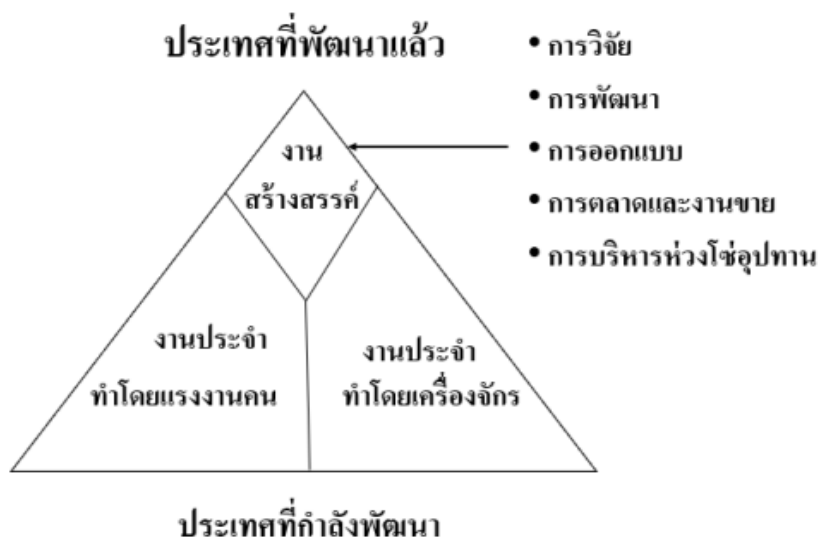 ประเทศที่พัฒนาแล้ว
• การวิจัย
• การพัฒนา
• การออกแบบ
• การตลาดและงานขาย
• การบริหารห่วงโซ่อุปทาน
งาน
สร้างสรรค์
งานประจำ
ทำโดยแรงงานคน
งานประจำ
ทำโดยเครื่องจักร
ประเทศที่กำลังพัฒนา